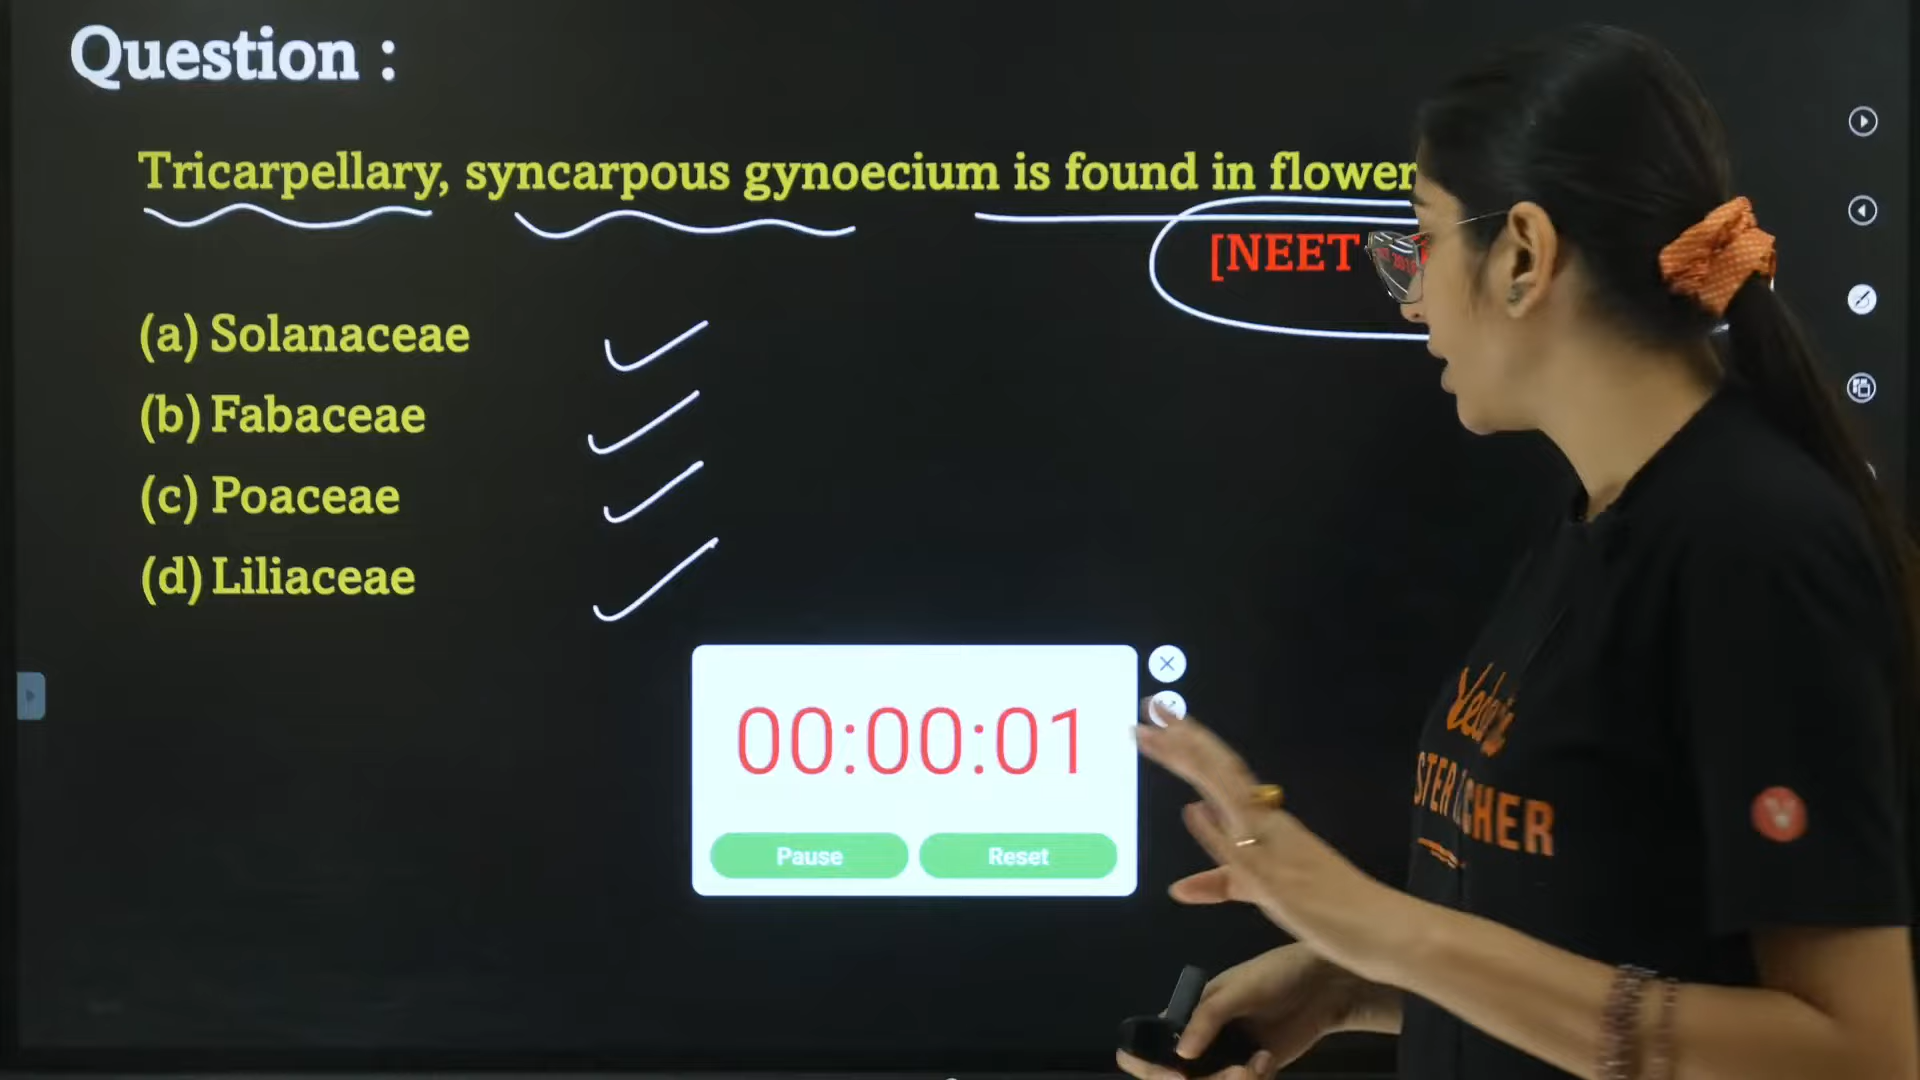 Question :
Tricarpellary, syncarpous gynoecium is found in flower
[NEET
(a) Solanaceae
(b) Fabaceae
(c) Poaceae
(d) Liliaceae
00:00:01
Pause
Reset